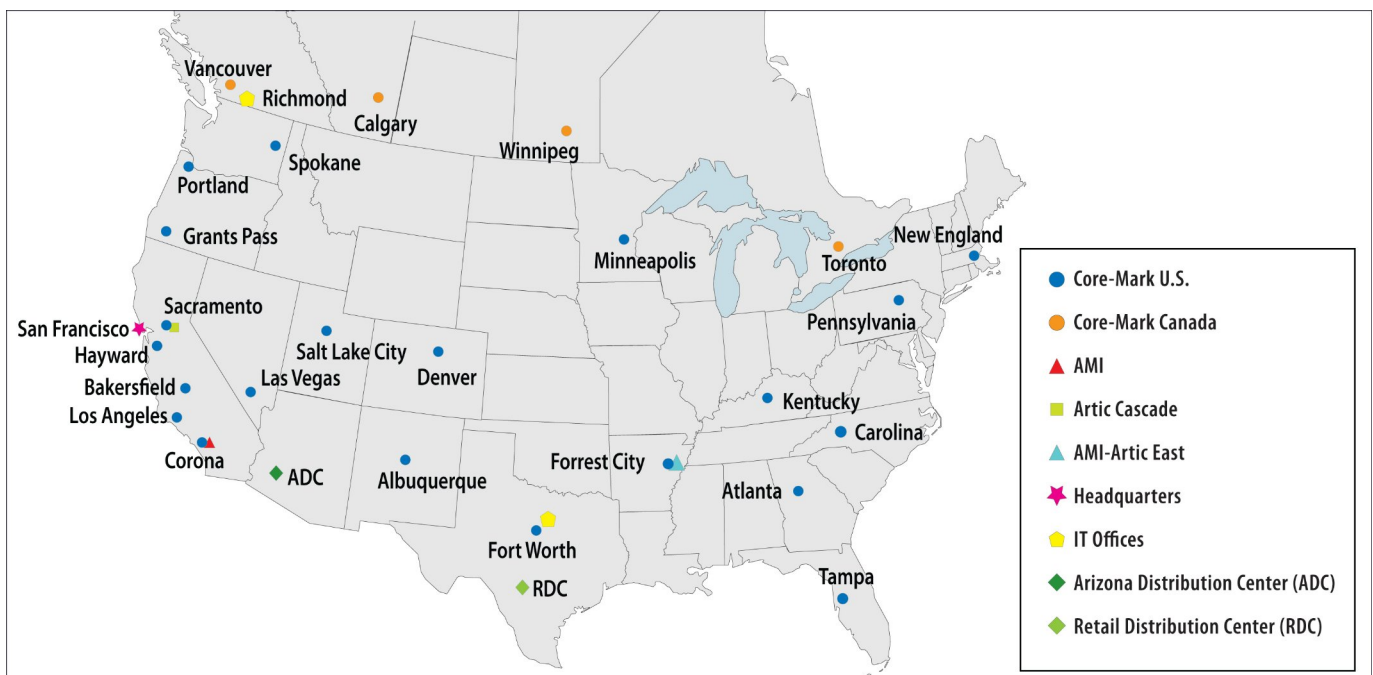 Vancouver
Richmond
Calgary
Winnipeg
Spokane
Portland
Grants Pass
Minneapolis
Toronto
New England
Sacramento
San Francisco
Hayward
Salt Lake City
Denver
Pennsylvania
Bakersfield
Las Vegas
Los Angeles
Kentucky
Corona
ADC
Albuquerque
Forrest City
Carolina
Atlanta
Fort Worth
RDC
Tampa
Core-Mark U.S.
Core-Mark Canada
AMI
Artic Cascade
AMI-Artic East
Headquarters
IT Offices
Arizona Distribution Center (ADC)
Retail Distribution Center (RDC)